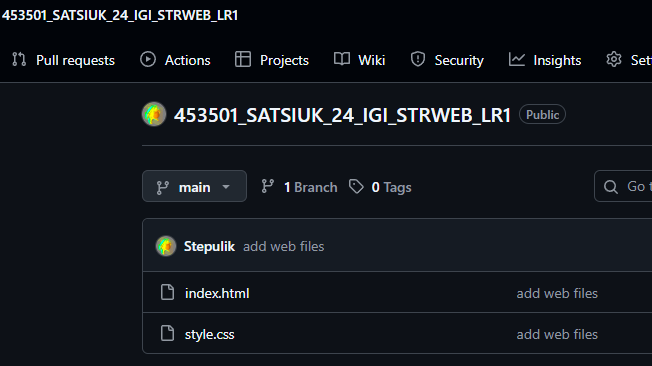 453501_SATSIUK_24_IGI_STRWEB_LR1
Pull requests Actions Projects Wiki Security Insights
453501_SATSIUK_24_IGI_STRWEB_LR1 Public
main 1 Branch 0 Tags Go
Stepulik add web files
index.html add web files
style.css add web files